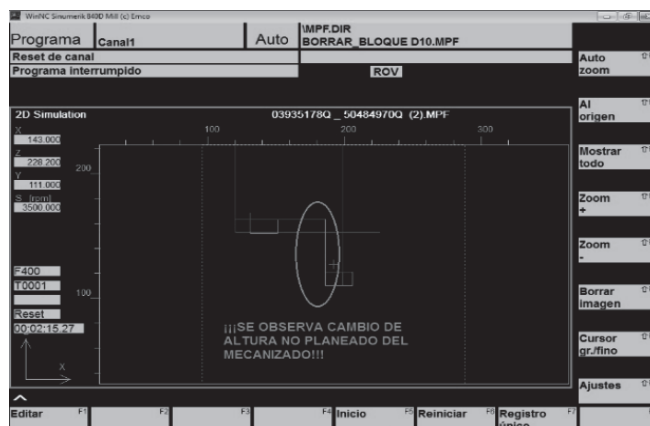 WinNC Sinumerik 840D Mill (c) Emco
Programa
Canal1
Auto
\MPF.DIR
BORRAR_BLOQUE D10.MPF
Reset de canal
Programa interrumpido
ROV
Auto
zoom
2D Simulation
03935178Q _ 50484970Q (2).MPF
Al
origen
X
143.000
100
200
300
Z
228.200
200
Mostrar
todo
Y
111.000
S [rpm]
3500.000
Zoom
+
Zoom
-
F400
T0001
100
Borrar
imagen
Reset
00:02:15.27
¡¡¡SE OBSERVA CAMBIO DE
ALTURA NO PLANEADO DEL
MECANIZADO!!!
Cursor
gr./fino
X
Ajustes
Editar F1
F2
F3
F4
Inicio F5
Reiniciar F6
Registro F7
único